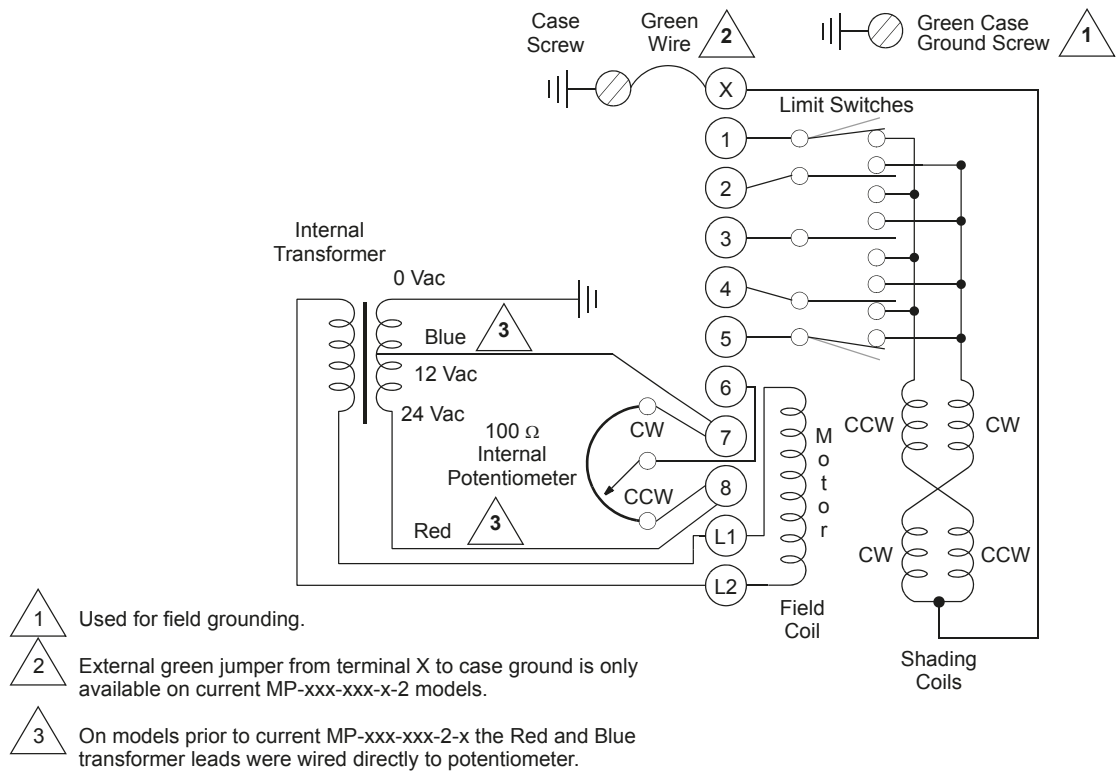 Case
Screw
Green
Wire
2
Green Case
Ground Screw
1
X
Limit Switches
1
2
3
4
5
6
7
8
L1
L2
Internal
Transformer
0 Vac
Blue
3
12 Vac
24 Vac
100 Ω
Internal
Potentiometer
CW
CCW
Red
3
Motor
Field
Coil
CCW
CW
CW
CCW
Shading
Coils
1 Used for field grounding.
2 External green jumper from terminal X to case ground is only
available on current MP-xxx-xxx-x-2 models.
3 On models prior to current MP-xxx-xxx-2-x the Red and Blue
transformer leads were wired directly to potentiometer.